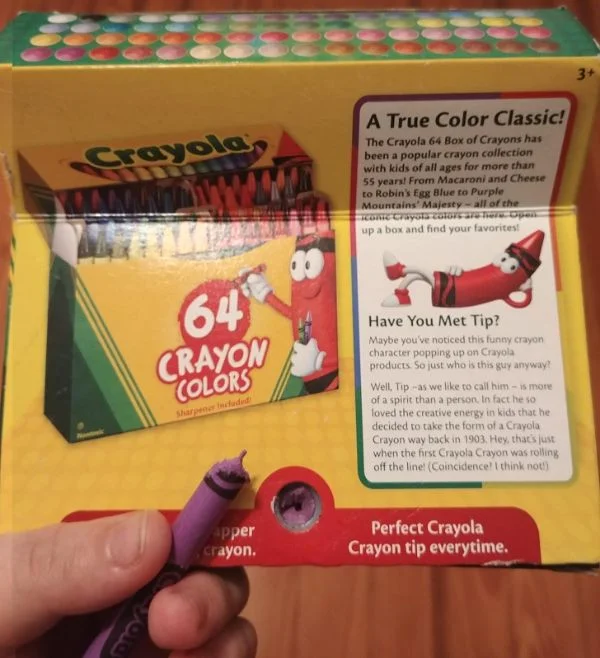 3+
A True Color Classic!
The Crayola 64 Box of Crayons has
been a popular crayon collection
with kids of all ages for more than
55 years! From Macaroni and Cheese
to Robin's Egg Blue to Purple
Mountains' Majesty – all of the
iconic Crayola colors are here. Open
up a box and find your favorites!
Crayola
64
CRAYON
COLORS
Sharpener Included!
Nontoxic
Have You Met Tip?
Maybe you've noticed this funny crayon
character popping up on Crayola
products. So just who is this guy anyway?
Well, Tip –as we like to call him – is more
of a spirit than a person. In fact he so
loved the creative energy in kids that he
decided to take the form of a Crayola
Crayon way back in 1903. Hey, that's just
when the first Crayola Crayon was rolling
off the line! (Coincidence? I think not!)
apper
crayon.
Perfect Crayola
Crayon tip everytime.